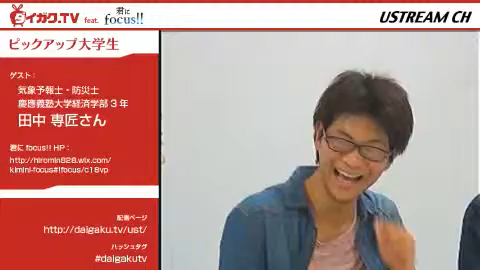 ダイガク.TV feat. 君に focus!!
USTREAM CH
ピックアップ大学生
ゲスト：
気象予報士・防災士
慶應義塾大学経済学部3年
田中 専匠さん
君に focus!! HP：
http://hiromin828.wix.com/
kimini-focus#!focus/c18vp
配信ページ
http://daigaku.tv/ust/
ハッシュタグ
#daigakutv